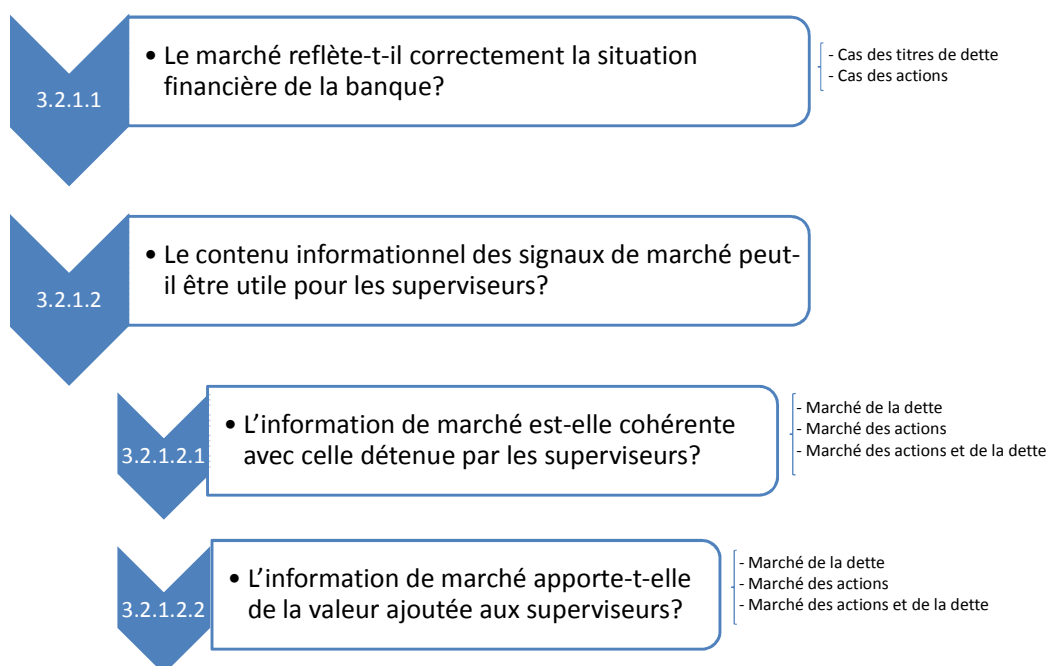 3.2.1.1
• Le marché reflète-t-il correctement la situation
financière de la banque?
- Cas des titres de dette
- Cas des actions
3.2.1.2
• Le contenu informationnel des signaux de marché peut-
il être utile pour les superviseurs?
3.2.1.2.1
• L’information de marché est-elle cohérente
avec celle détenue par les superviseurs?
- Marché de la dette
- Marché des actions
- Marché des actions et de la dette
3.2.1.2.2
• L’information de marché apporte-t-elle
de la valeur ajoutée aux superviseurs?
- Marché de la dette
- Marché des actions
- Marché des actions et de la dette